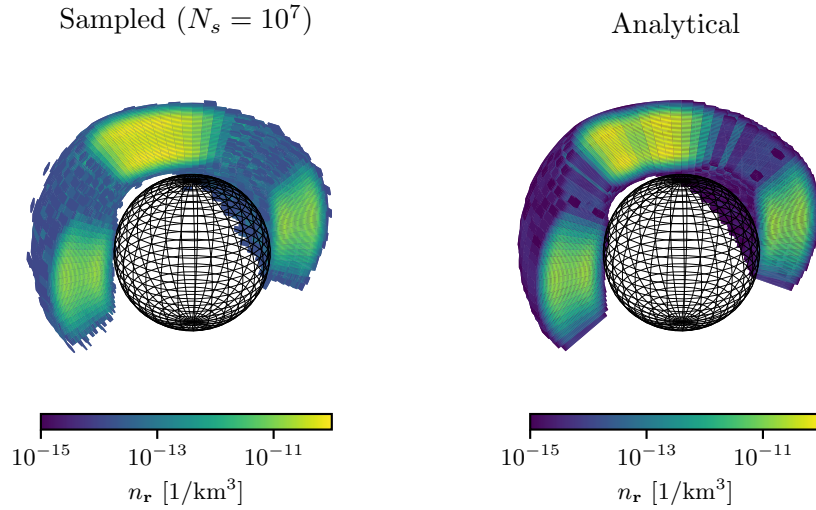 Sampled ($N_s = 10^7$) Analytical
$10^{-15}$ $10^{-13}$ $10^{-11}$ $10^{-15}$ $10^{-13}$ $10^{-11}$
$n_{\mathbf{r}}$ [1/km$^3$] $n_{\mathbf{r}}$ [1/km$^3$]